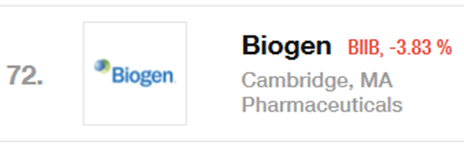 72.
Biogen
Biogen BIIB, -3.83 %
Cambridge, MA
Pharmaceuticals